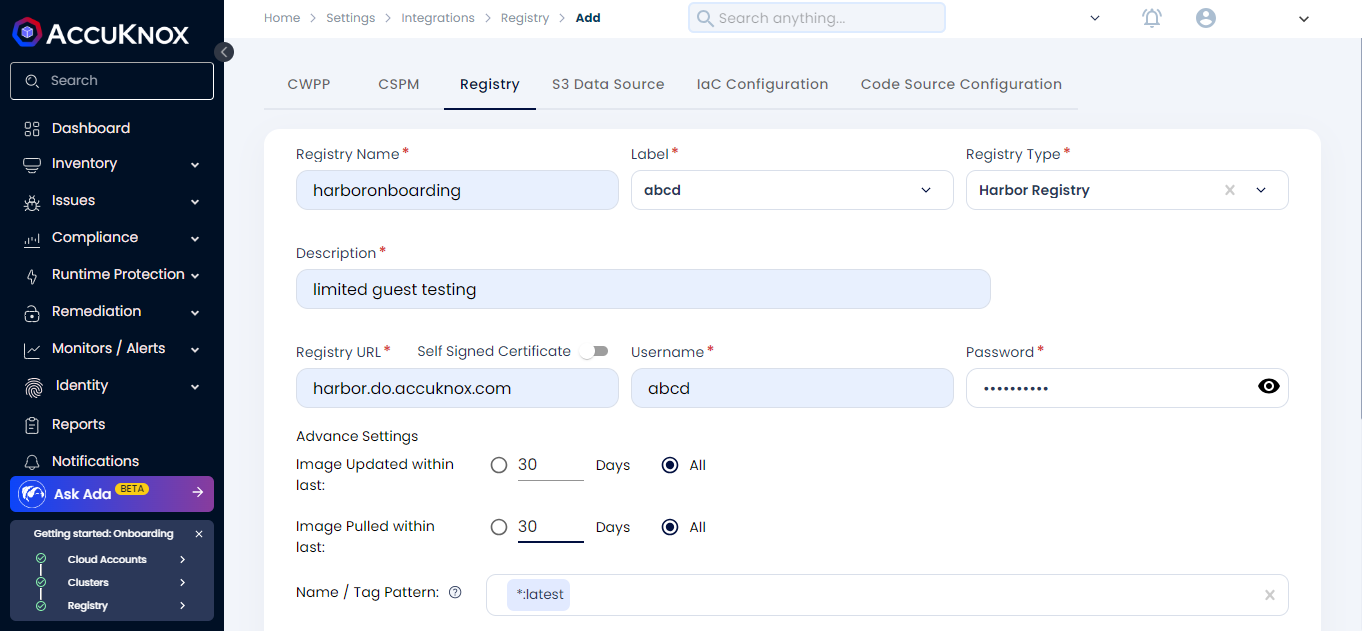 ACCUKNOX
Search
Dashboard
Inventory
Issues
Compliance
Runtime Protection
Remediation
Monitors / Alerts
Identity
Reports
Notifications
Ask Ada BETA
Getting started: Onboarding
Cloud Accounts
Clusters
Registry
Home > Settings > Integrations > Registry > Add
Search anything...
CWPP CSPM Registry S3 Data Source IaC Configuration Code Source Configuration
Registry Name* Label* Registry Type*
harboronboarding abcd Harbor Registry
Description*
limited guest testing
Registry URL* Self Signed Certificate Username* Password*
harbor.do.accuknox.com abcd ••••••••••
Advance Settings
Image Updated within last: 30 Days All
Image Pulled within last: 30 Days All
Name / Tag Pattern: *:latest